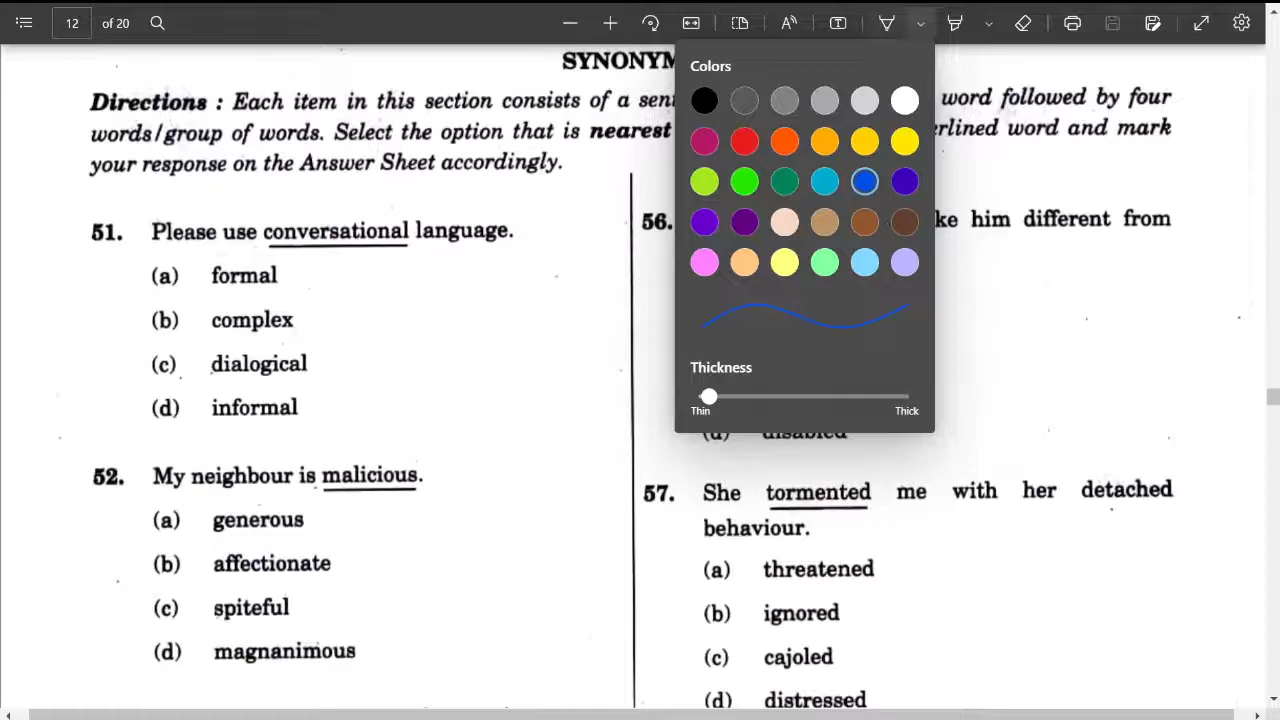 12 of 20
SYNONYM
Colors
Directions : Each item in this section consists of a sen
word followed by four
words/group of words. Select the option that is nearest
rlined word and mark
your response on the Answer Sheet accordingly.
51. Please use conversational language.
(a) formal
(b) complex
(c) dialogical
(d) informal
52. My neighbour is malicious.
(a) generous
(b) affectionate
(c) spiteful
(d) magnanimous
56.
ke him different from
Thickness
Thin Thick
(d) disabled
57. She tormented me with her detached
behaviour.
(a) threatened
(b) ignored
(c) cajoled
(d) distressed